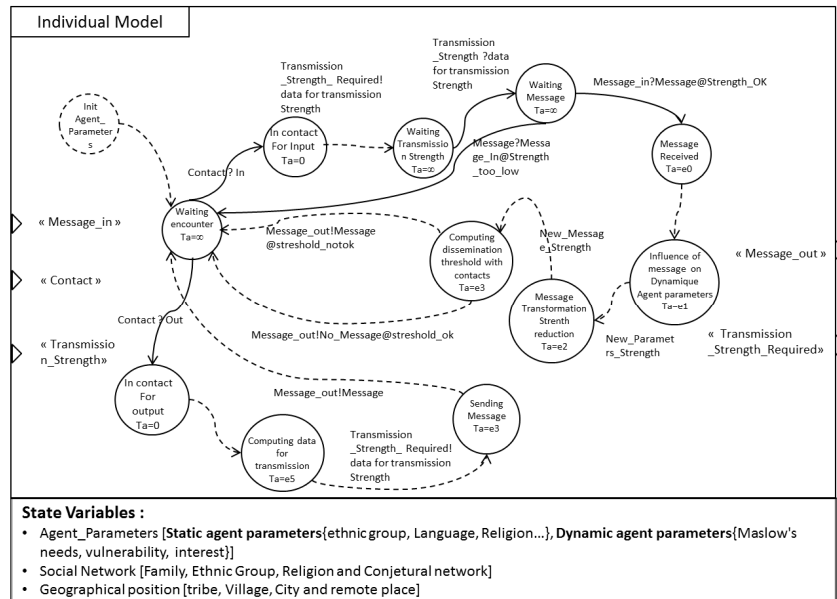 Individual Model
Init
Agent_
Parameter
s
Transmission
_Strength_ Required!
data for transmission
Strength
In contact
For Input
Ta=0
Transmission
_Strength ?data
for transmission
Strength
Waiting
Transmissio
n Strength
Ta=∞
Waiting
Message
Ta=∞
Message_in?Message@Strength_OK
Message
Received
Ta=e0
Message?Messa
ge_In@Strength
_too_low
Contact ? In
Waiting
encounter
Ta=∞
« Message_in »
« Contact »
« Transmissio
n_Strength»
Message_out!Message
@streshold_notok
Computing
dissemination
threshold with
contacts
Ta=e3
New_Messag
e_Strength
Message
Transformation
Strenth
reduction
Ta=e2
Influence of
message on
Dynamique
Agent parameters
Ta=e1
New_Paramet
ers_Strength
« Message_out »
« Transmission
_Strength_Required»
Message_out!No_Message@streshold_ok
Contact ? Out
In contact
For
output
Ta=0
Message_out!Message
Computing data
for
transmission
Ta=e5
Transmission
_Strength_ Required!
data for transmission
Strength
Sending
Message
Ta=e3
State Variables :
• Agent_Parameters [Static agent parameters{ethnic group, Language, Religion...}, Dynamic agent parameters{Maslow's
needs, vulnerability, interest}]
• Social Network [Family, Ethnic Group, Religion and Conjetural network]
• Geographical position [tribe, Village, City and remote place]